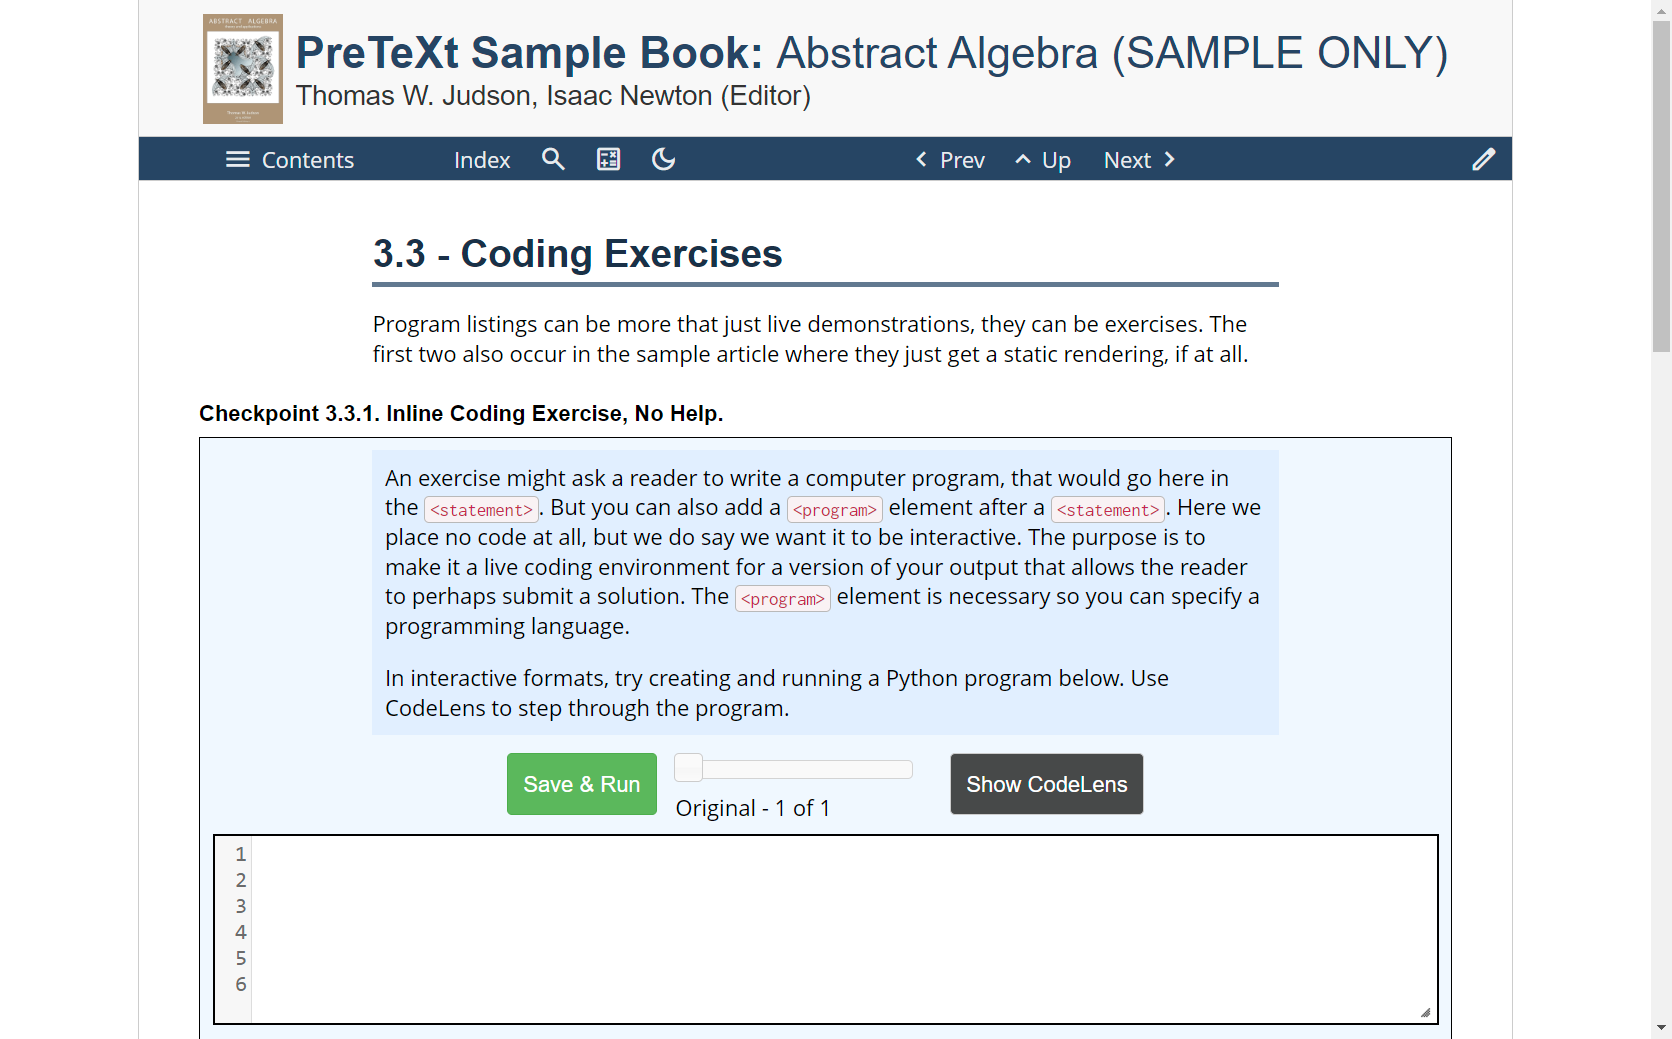 ABSTRACT ALGEBRA
PreTeXt Sample Book: Abstract Algebra (SAMPLE ONLY)
Thomas W. Judson, Isaac Newton (Editor)
Contents Index Prev Up Next
3.3 - Coding Exercises
Program listings can be more that just live demonstrations, they can be exercises. The
first two also occur in the sample article where they just get a static rendering, if at all.
Checkpoint 3.3.1. Inline Coding Exercise, No Help.
An exercise might ask a reader to write a computer program, that would go here in
the <statement>. But you can also add a <program> element after a <statement>. Here we
place no code at all, but we do say we want it to be interactive. The purpose is to
make it a live coding environment for a version of your output that allows the reader
to perhaps submit a solution. The <program> element is necessary so you can specify a
programming language.
In interactive formats, try creating and running a Python program below. Use
CodeLens to step through the program.
Save & Run
Original - 1 of 1
Show CodeLens
1
2
3
4
5
6